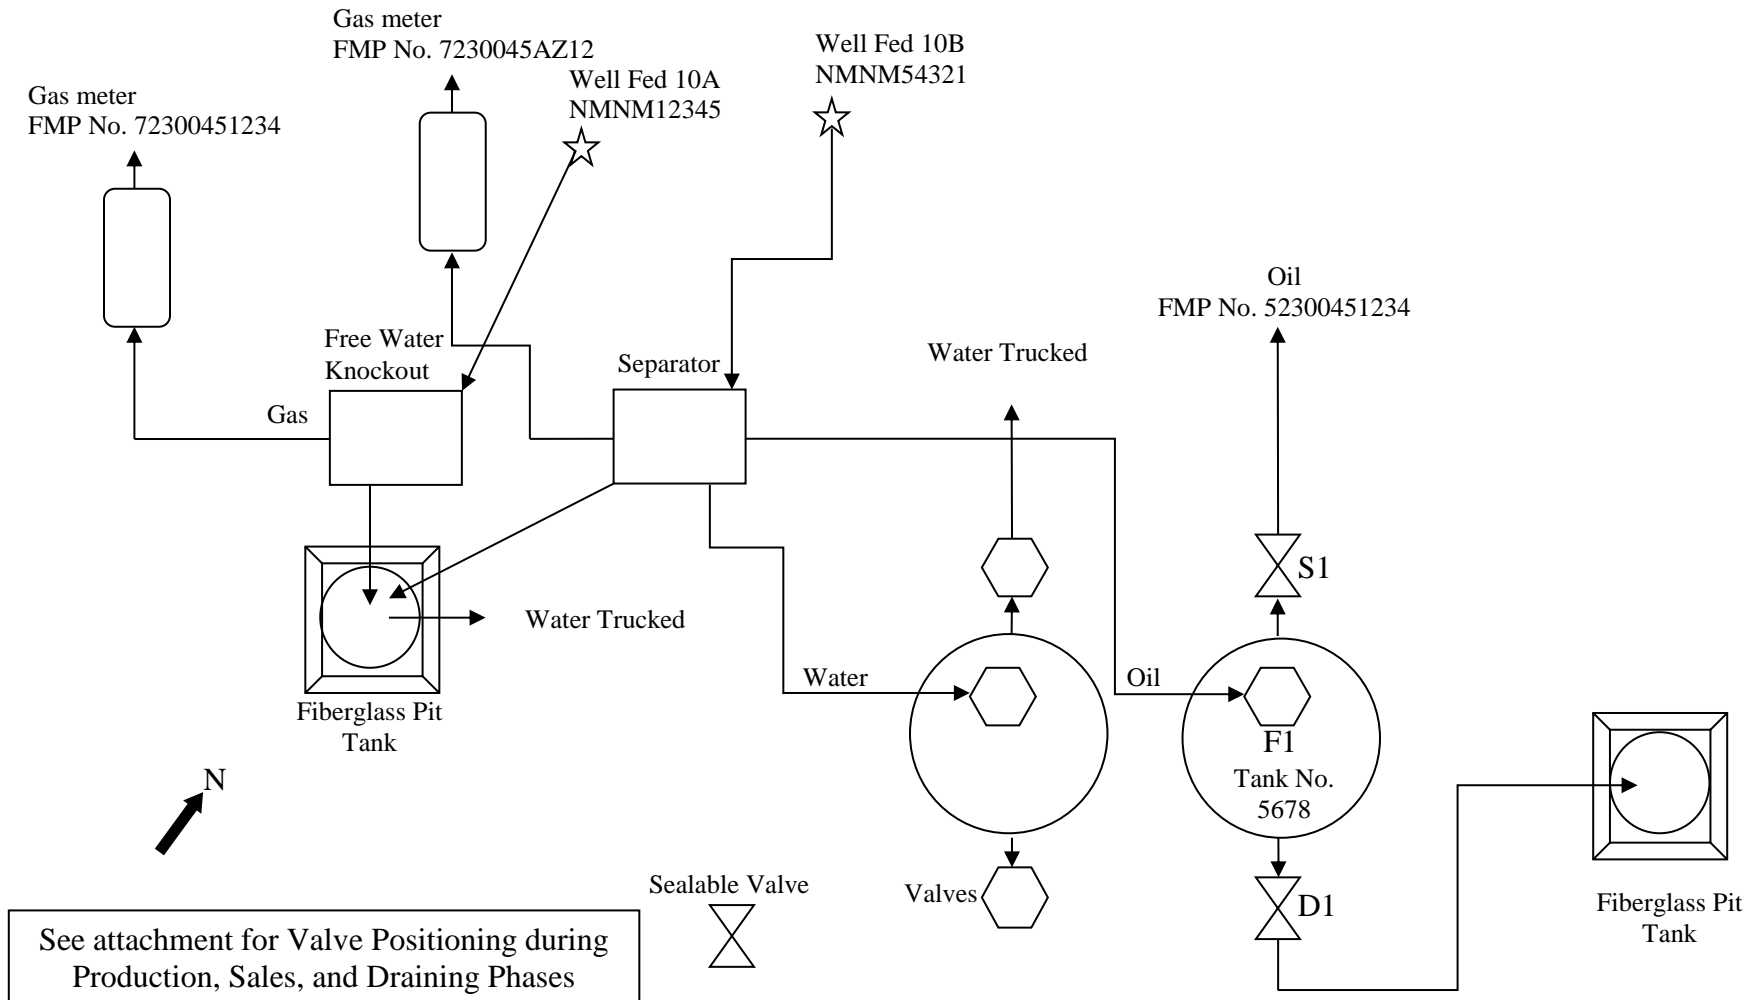 Gas meter
FMP No. 7230045AZ12
Well Fed 10B
NMNM54321
Well Fed 10A
NMNM12345
Gas meter
FMP No. 72300451234
Oil
FMP No. 52300451234
Free Water
Knockout
Separator
Water Trucked
Gas
S1
Water Trucked
Water
Oil
Fiberglass Pit
Tank
F1
Tank No.
5678
N
Sealable Valve
Valves
D1
Fiberglass Pit
Tank
See attachment for Valve Positioning during
Production, Sales, and Draining Phases